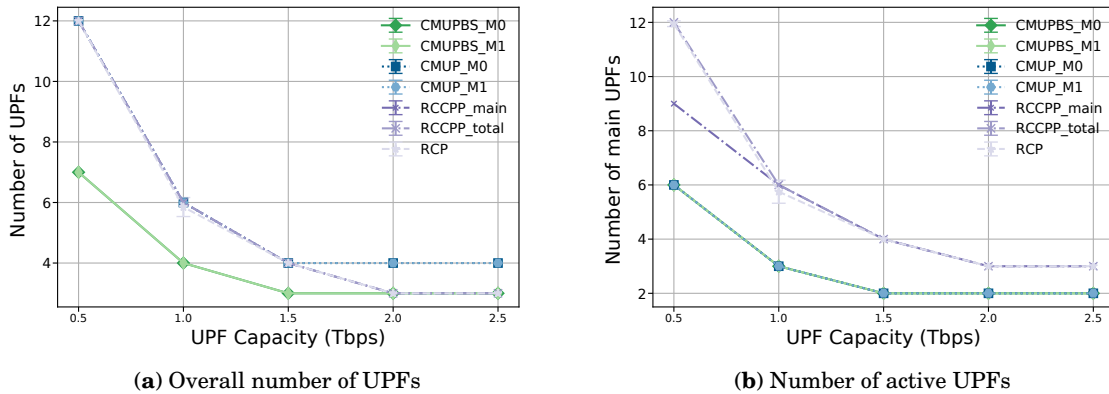 12
10
8
6
4
Number of UPFs
0.5
1.0
1.5
2.0
2.5
UPF Capacity (Tbps)
CMUPBS_M0
CMUPBS_M1
CMUP_M0
CMUP_M1
RCCPP_main
RCCPP_total
RCP
(a) Overall number of UPFs
12
10
8
6
4
2
Number of main UPFs
0.5
1.0
1.5
2.0
2.5
UPF Capacity (Tbps)
CMUPBS_M0
CMUPBS_M1
CMUP_M0
CMUP_M1
RCCPP_main
RCCPP_total
RCP
(b) Number of active UPFs